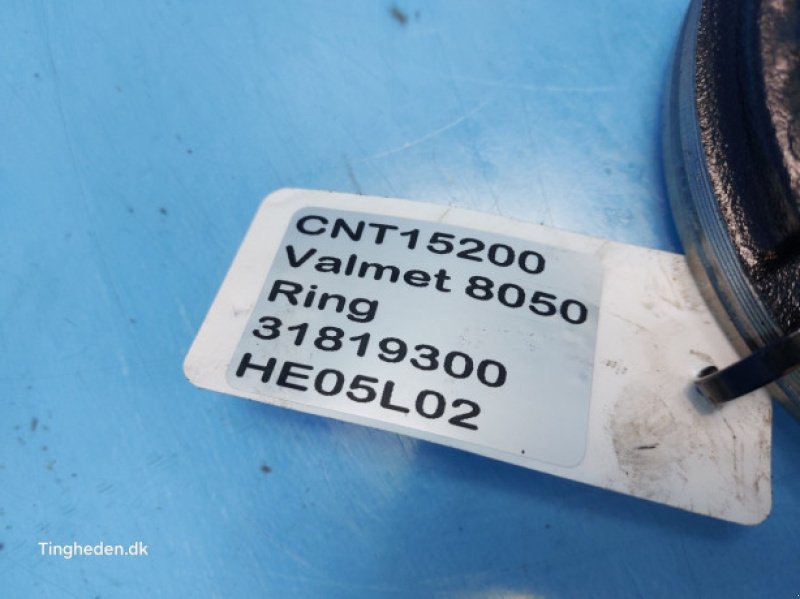 CNT15200
Valmet 8050
Ring
31819300
HE05L02
Tingheden.dk